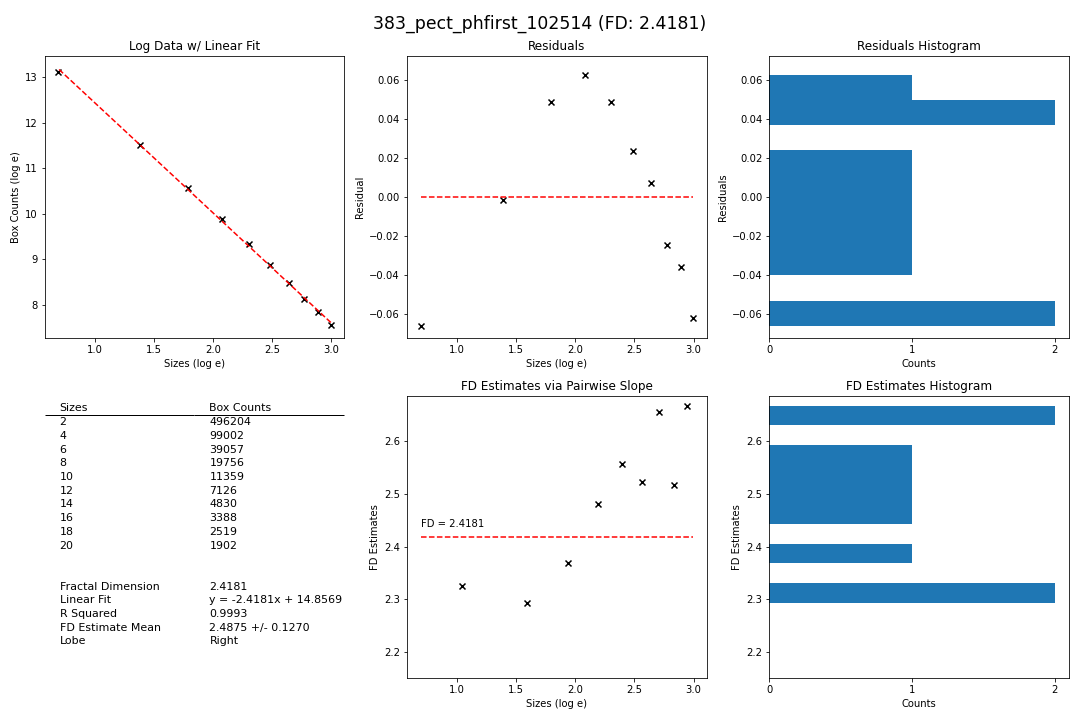 383_pect_phfirst_102514 (FD: 2.4181)
Log Data w/ Linear Fit
Box Counts (log e)
13
12
11
10
9
8
1.0 1.5 2.0 2.5 3.0
Sizes (log e)
Residuals
Residual
0.06
0.04
0.02
0.00
−0.02
−0.04
−0.06
1.0 1.5 2.0 2.5 3.0
Sizes (log e)
Residuals Histogram
Residuals
0.06
0.04
0.02
0.00
−0.02
−0.04
−0.06
0 1 2
Counts
Sizes Box Counts
2 496204
4 99002
6 39057
8 19756
10 11359
12 7126
14 4830
16 3388
18 2519
20 1902
Fractal Dimension 2.4181
Linear Fit y = -2.4181x + 14.8569
R Squared 0.9993
FD Estimate Mean 2.4875 +/- 0.1270
Lobe Right
FD Estimates via Pairwise Slope
FD Estimates
2.6
2.5
2.4
2.3
2.2
FD = 2.4181
1.0 1.5 2.0 2.5 3.0
Sizes (log e)
FD Estimates Histogram
FD Estimates
2.6
2.5
2.4
2.3
2.2
0 1 2
Counts